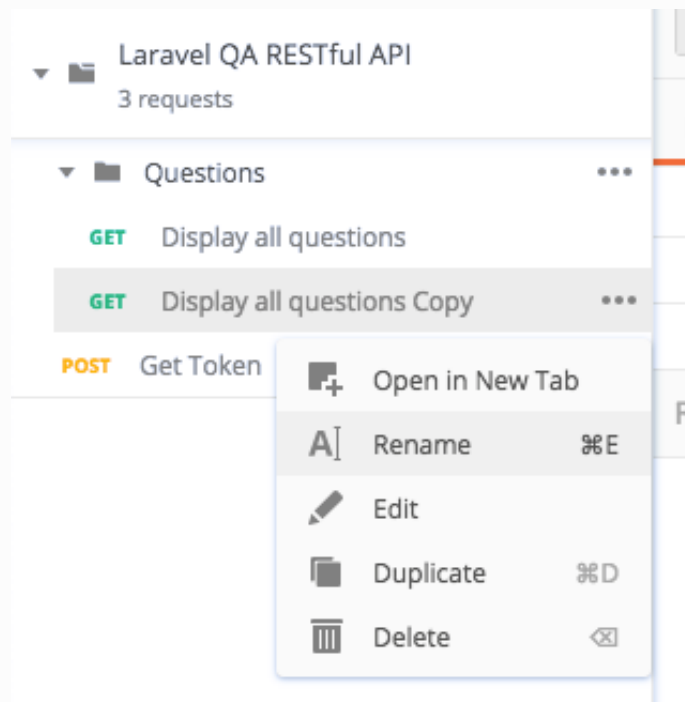 Laravel QA RESTful API
3 requests
Questions
GET Display all questions
GET Display all questions Copy
POST Get Token
Open in New Tab
Rename ⌘E
Edit
Duplicate ⌘D
Delete ⌫